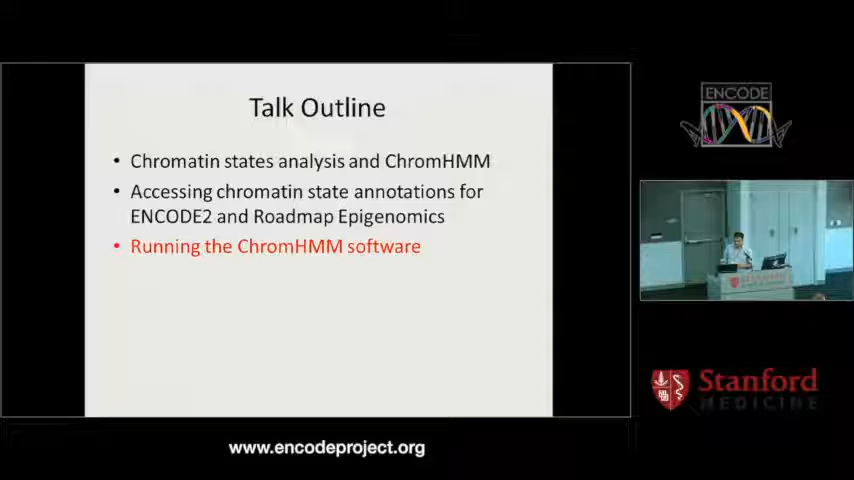 Talk Outline
• Chromatin states analysis and ChromHMM
• Accessing chromatin state annotations for
ENCODE2 and Roadmap Epigenomics
• Running the ChromHMM software
ENCODE
Stanford
MEDICINE
www.encodeproject.org